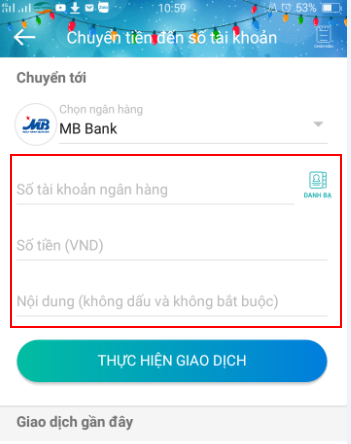 10:59
53%
Chuyển tiền đến số tài khoản
Chuyển tới
Chọn ngân hàng
MB
MB Bank
Số tài khoản ngân hàng
DANH BẠ
Số tiền (VND)
Nội dung (không dấu và không bắt buộc)
THỰC HIỆN GIAO DỊCH
Giao dịch gần đây